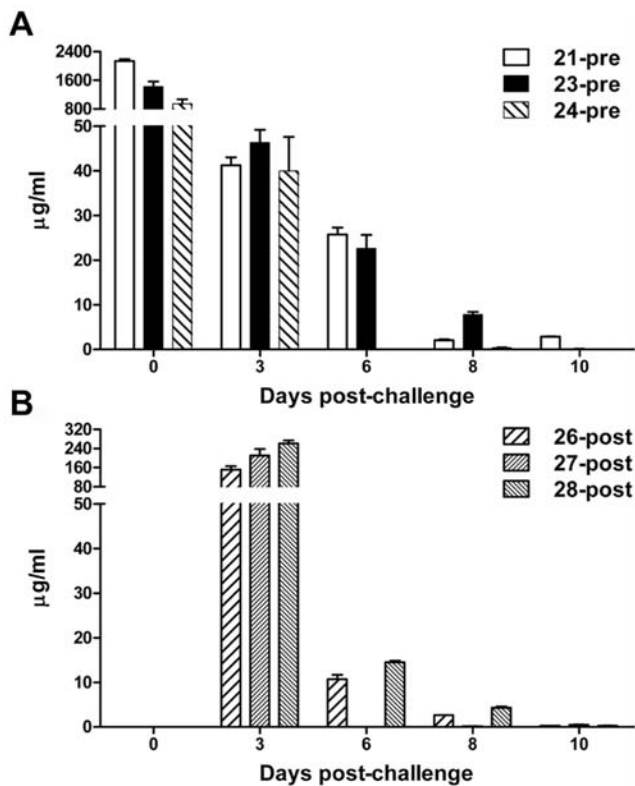 A
2400
1600
800
50
40
30
20
10
0
µg/ml
21-pre
23-pre
24-pre
0 3 6 8 10
Days post-challenge
B
320
240
160
80
50
40
30
20
10
0
µg/ml
26-post
27-post
28-post
0 3 6 8 10
Days post-challenge